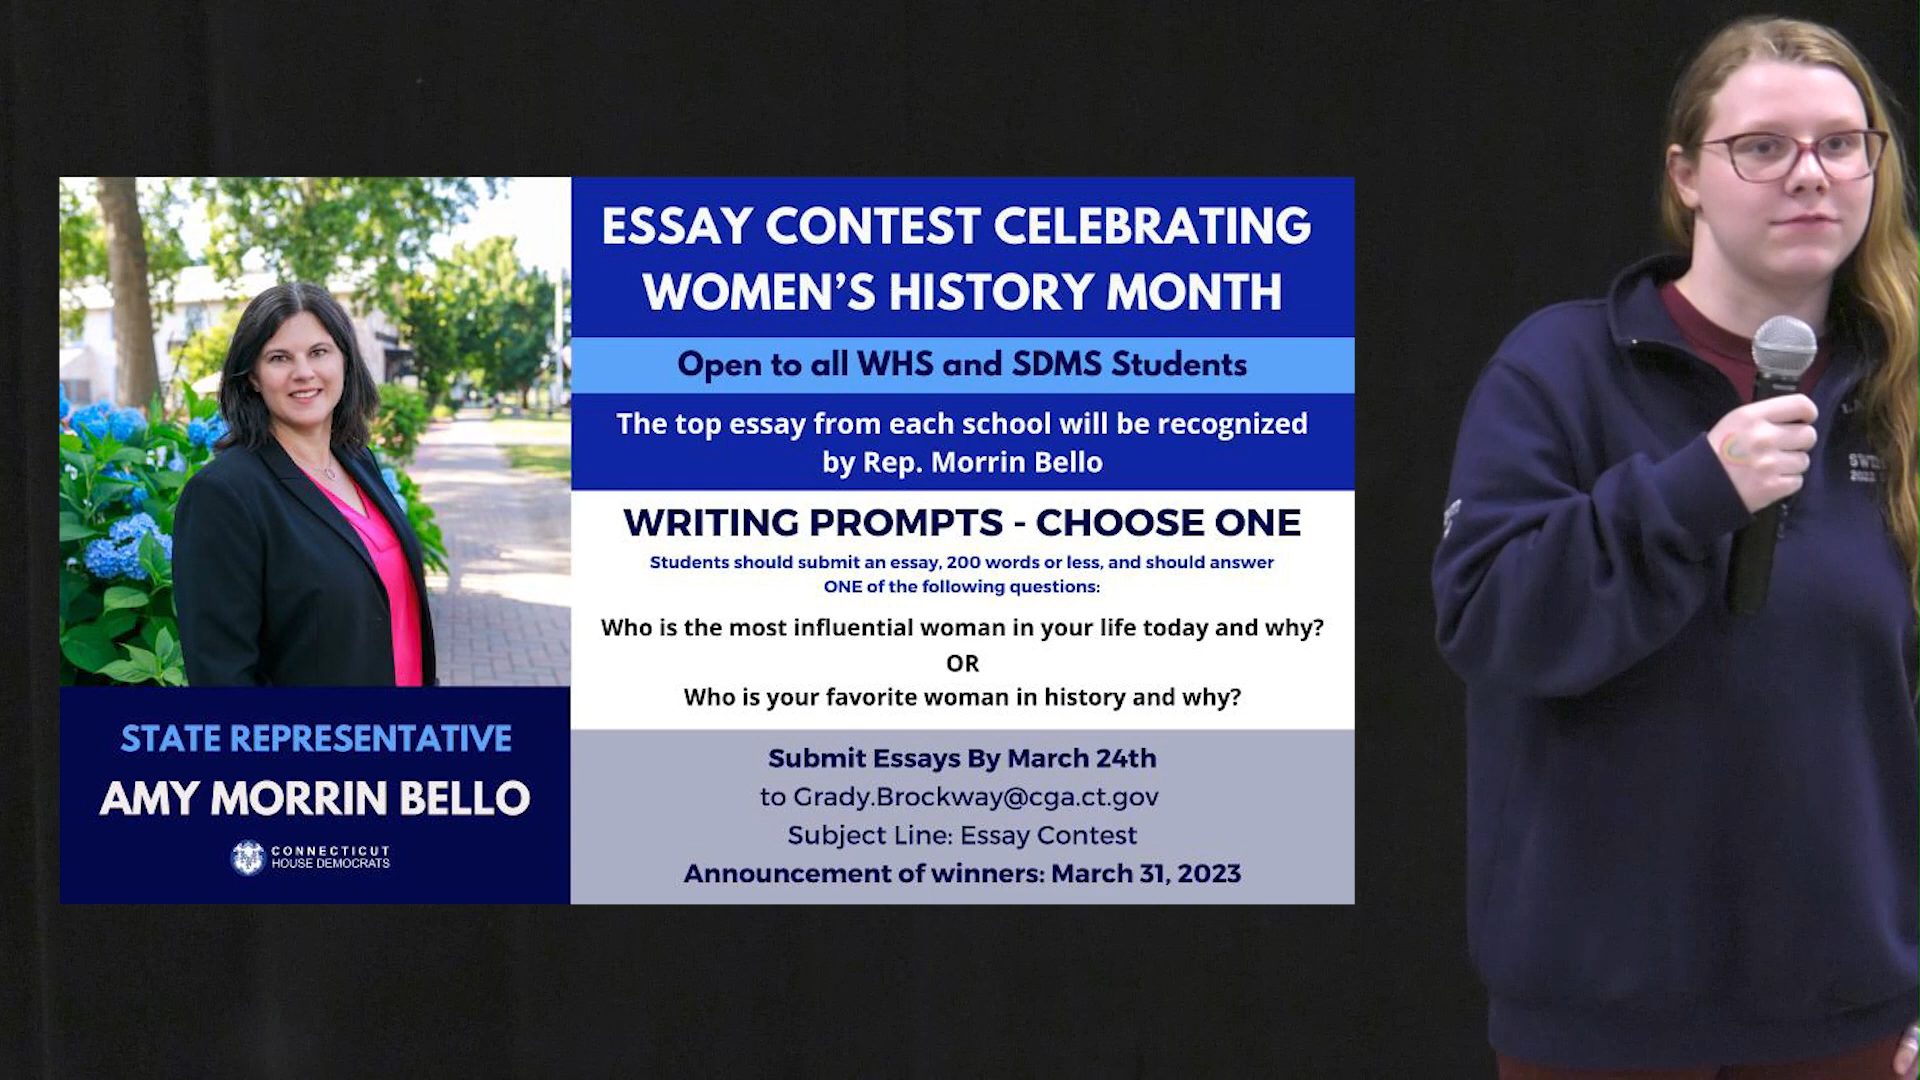 ESSAY CONTEST CELEBRATING
WOMEN'S HISTORY MONTH
Open to all WHS and SDMS Students
The top essay from each school will be recognized
by Rep. Morrin Bello
WRITING PROMPTS - CHOOSE ONE
Students should submit an essay, 200 words or less, and should answer
ONE of the following questions:
Who is the most influential woman in your life today and why?
OR
Who is your favorite woman in history and why?
Submit Essays By March 24th
to Grady.Brockway@cga.ct.gov
Subject Line: Essay Contest
Announcement of winners: March 31, 2023
STATE REPRESENTATIVE
AMY MORRIN BELLO
CONNECTICUT
HOUSE DEMOCRATS